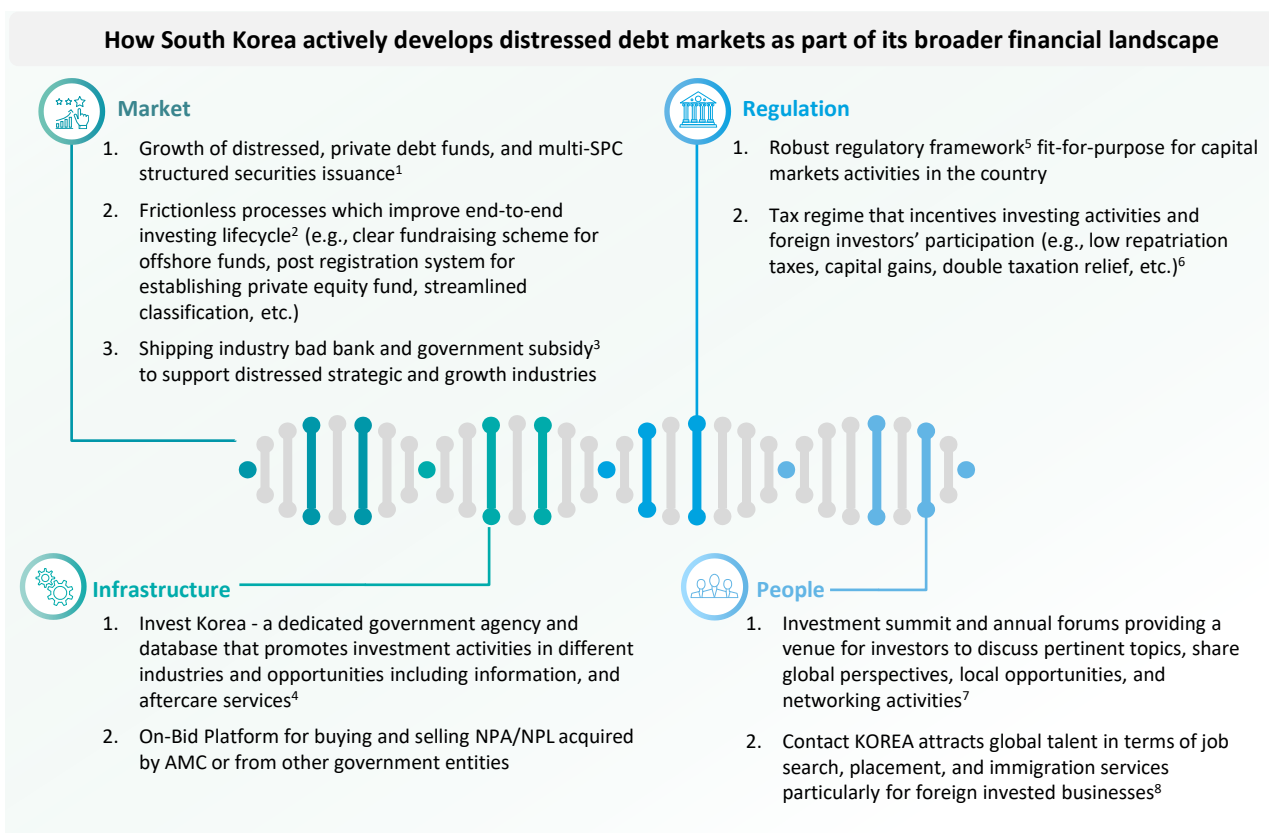 How South Korea actively develops distressed debt markets as part of its broader financial landscape
Market
1. Growth of distressed, private debt funds, and multi-SPC
structured securities issuance1
2. Frictionless processes which improve end-to-end
investing lifecycle2 (e.g., clear fundraising scheme for
offshore funds, post registration system for
establishing private equity fund, streamlined
classification, etc.)
3. Shipping industry bad bank and government subsidy3
to support distressed strategic and growth industries
Regulation
1. Robust regulatory framework5 fit-for-purpose for capital
markets activities in the country
2. Tax regime that incentives investing activities and
foreign investors’ participation (e.g., low repatriation
taxes, capital gains, double taxation relief, etc.)6
Infrastructure
1. Invest Korea - a dedicated government agency and
database that promotes investment activities in different
industries and opportunities including information, and
aftercare services4
2. On-Bid Platform for buying and selling NPA/NPL acquired
by AMC or from other government entities
People
1. Investment summit and annual forums providing a
venue for investors to discuss pertinent topics, share
global perspectives, local opportunities, and
networking activities7
2. Contact KOREA attracts global talent in terms of job
search, placement, and immigration services
particularly for foreign invested businesses8